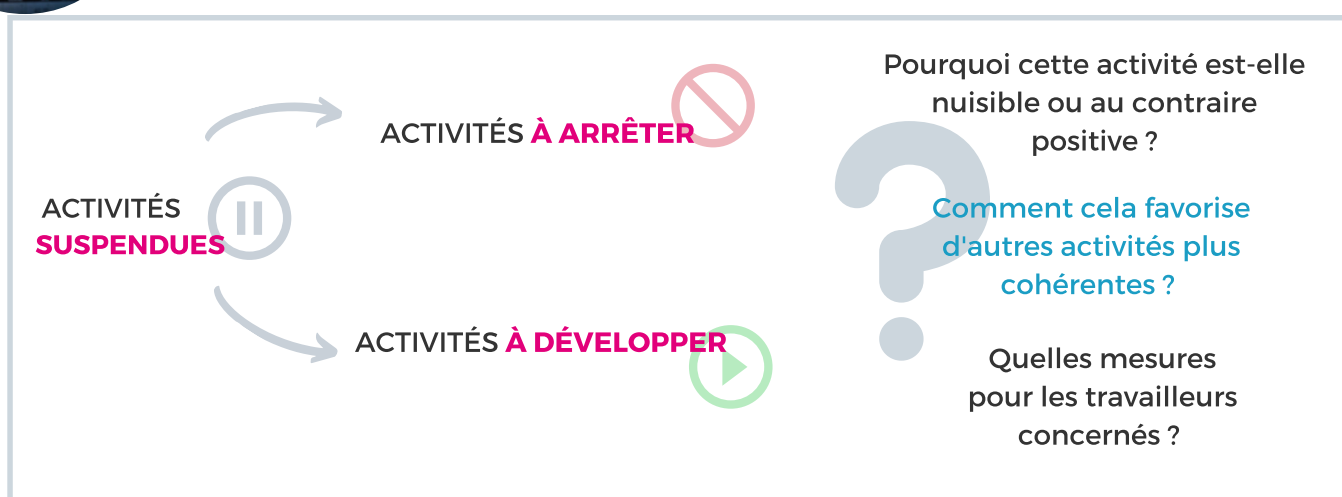 ACTIVITÉS
SUSPENDUES
ACTIVITÉS À ARRÊTER
ACTIVITÉS À DÉVELOPPER
Pourquoi cette activité est-elle
nuisible ou au contraire
positive ?
Comment cela favorise
d'autres activités plus
cohérentes ?
Quelles mesures
pour les travailleurs
concernés ?